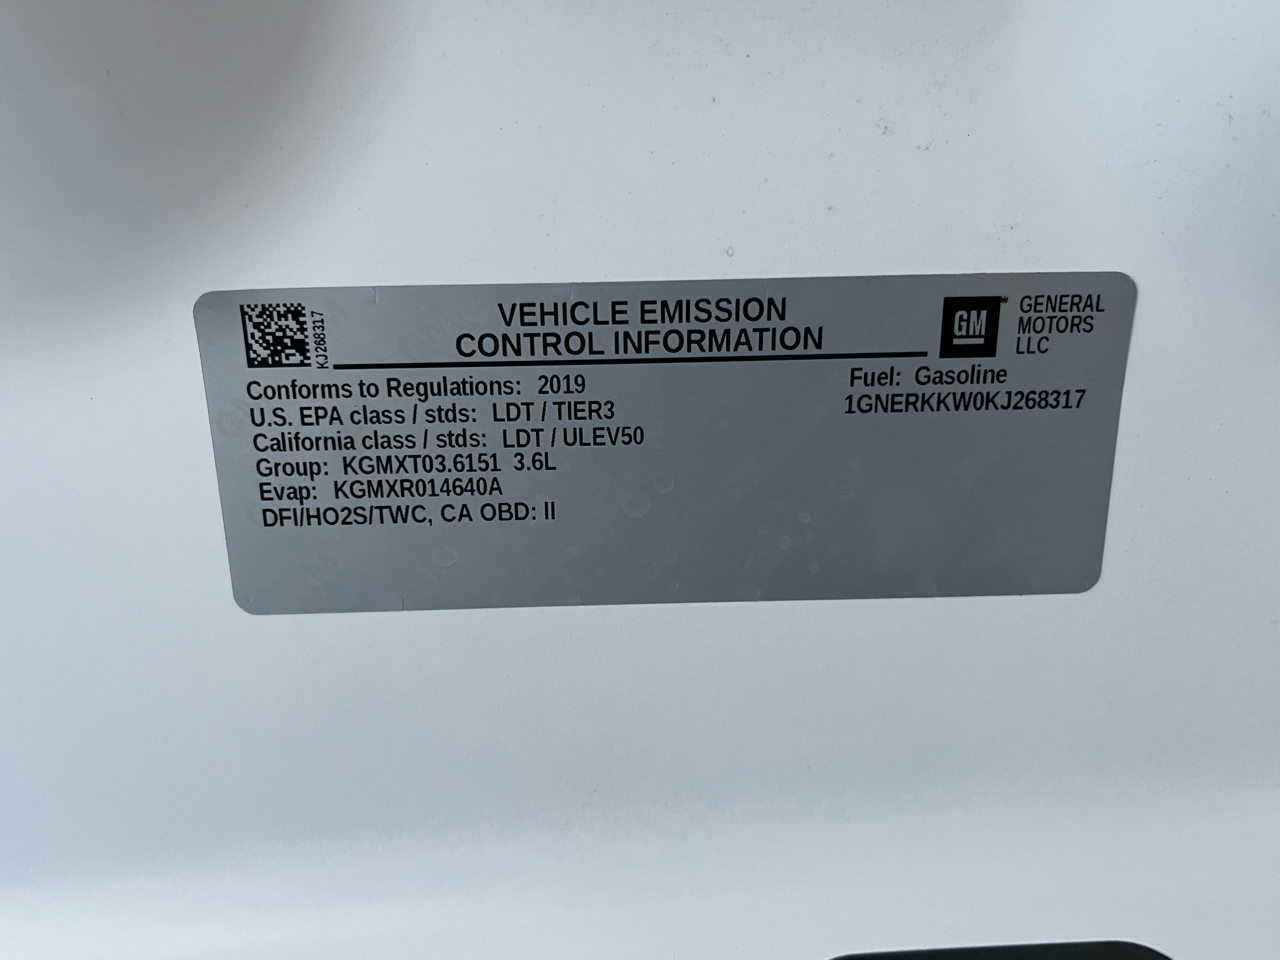 KJ268317
VEHICLE EMISSION
CONTROL INFORMATION
GM
GENERAL
MOTORS
LLC
Conforms to Regulations: 2019
U.S. EPA class / stds: LDT / TIER3
California class / stds: LDT / ULEV50
Group: KGMXT03.6151 3.6L
Evap: KGMXR014640A
DFI/HO2S/TWC, CA OBD: II
Fuel: Gasoline
1GNERKKW0KJ268317